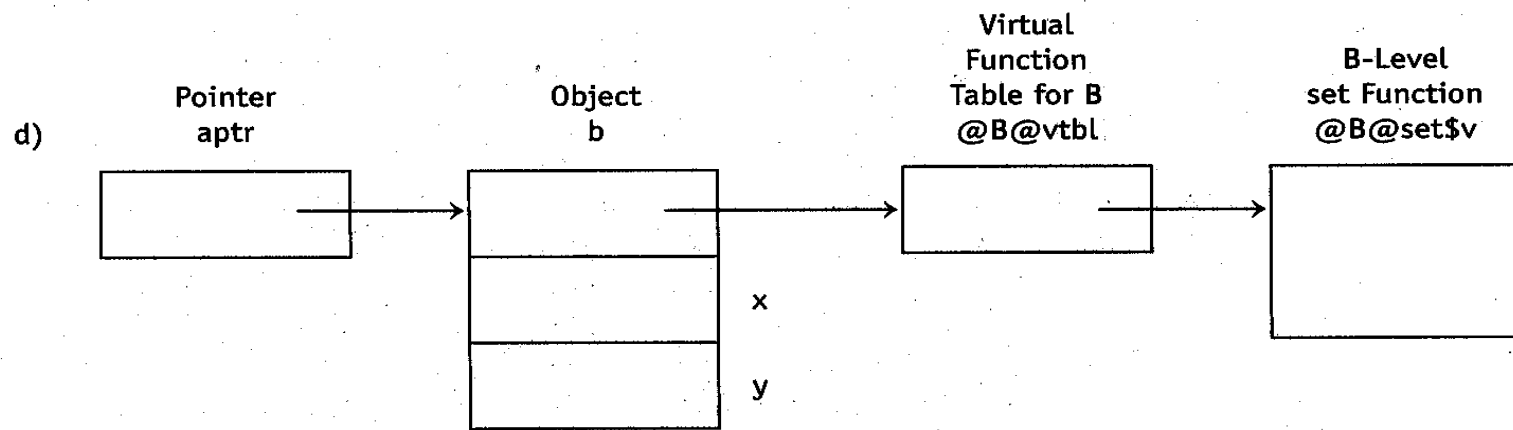 d)
Pointer
aptr
Object
b
Virtual
Function
Table for B
@B@vtbl
B-Level
set Function
@B@set$v
x
y